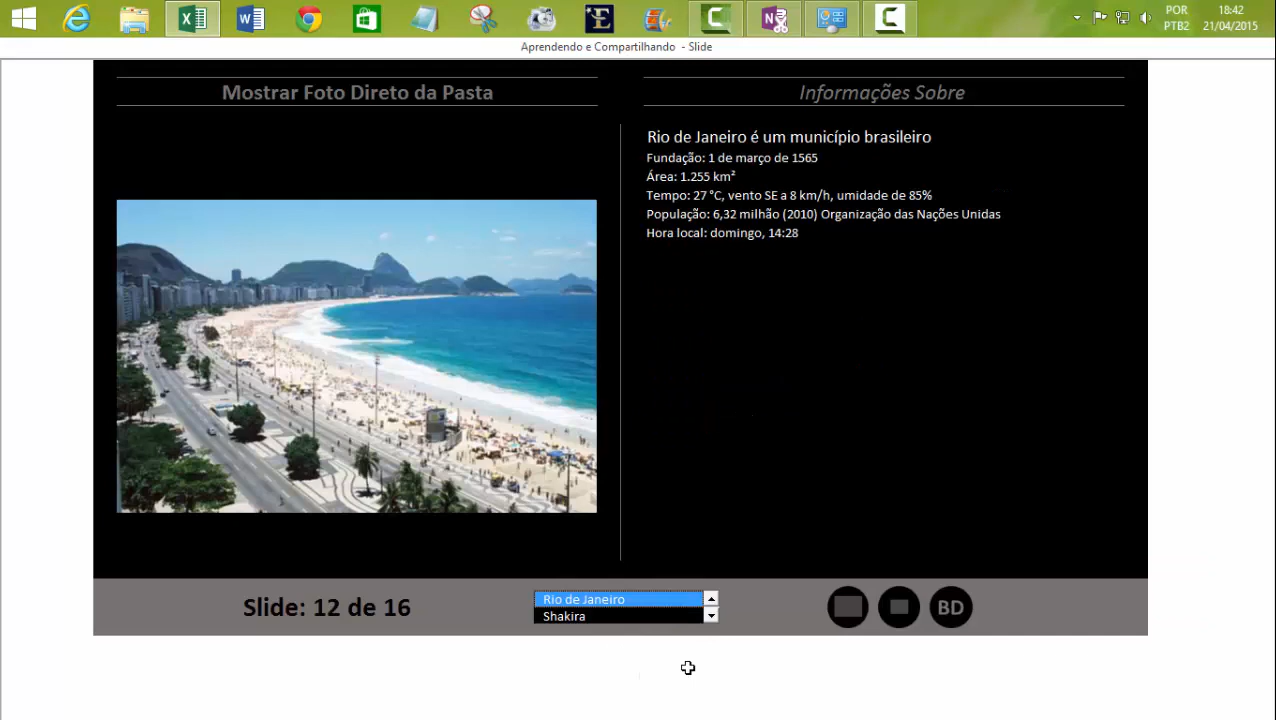 POR
18:42
PTB2
21/04/2015
Aprendendo e Compartilhando - Slide
Mostrar Foto Direto da Pasta
Informações Sobre
Rio de Janeiro é um município brasileiro
Fundação: 1 de março de 1565
Área: 1.255 km²
Tempo: 27 °C, vento SE a 8 km/h, umidade de 85%
População: 6,32 milhão (2010) Organização das Nações Unidas
Hora local: domingo, 14:28
Slide: 12 de 16
Rio de Janeiro
Shakira
BD